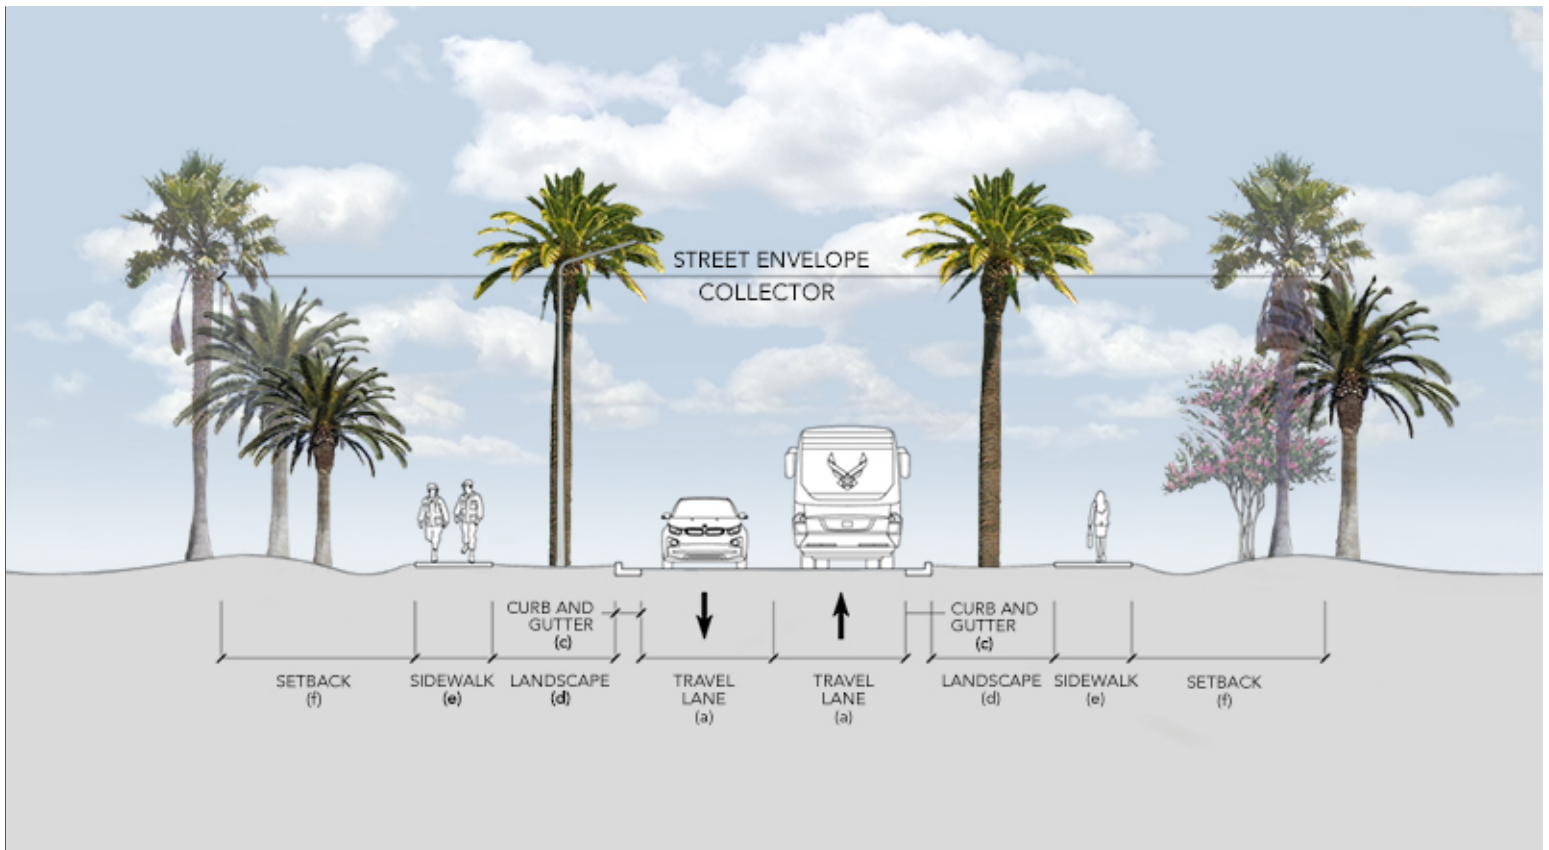 STREET ENVELOPE
COLLECTOR
CURB AND
GUTTER
(c)
CURB AND
GUTTER
(c)
SETBACK
(f)
SIDEWALK
(e)
LANDSCAPE
(d)
TRAVEL
LANE
(a)
TRAVEL
LANE
(a)
LANDSCAPE
(d)
SIDEWALK
(e)
SETBACK
(f)